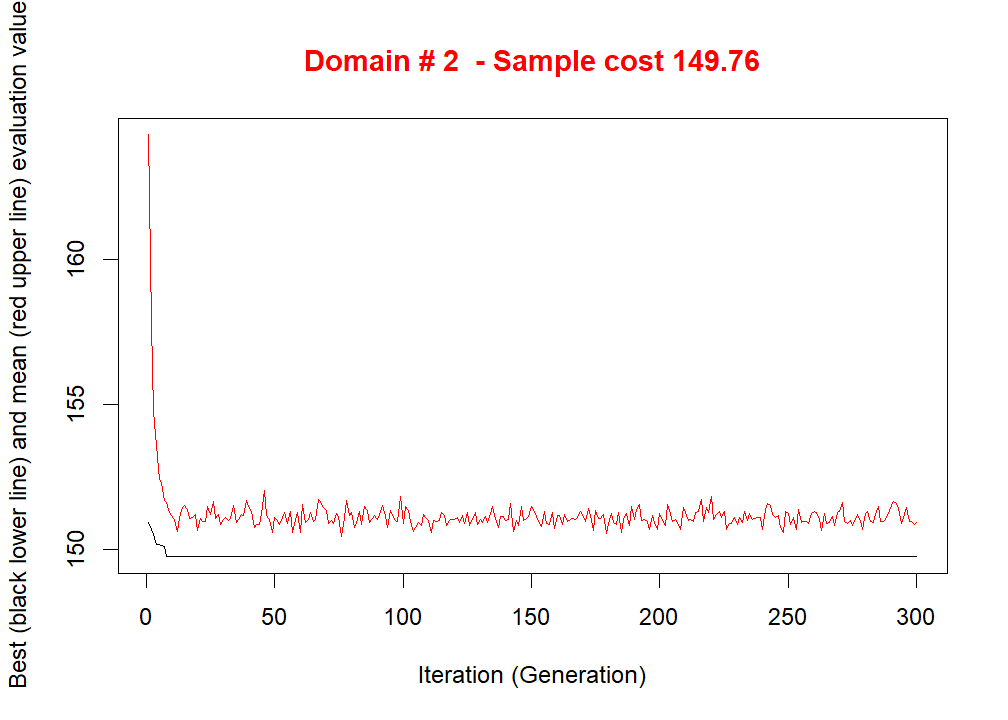 Domain # 2  - Sample cost 149.76
Best (black lower line) and mean (red upper line) evaluation value
160
155
150
0 50 100 150 200 250 300
Iteration (Generation)